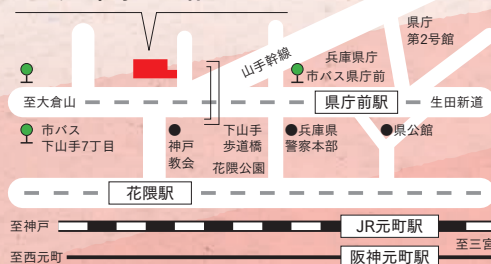 県庁
第2号館
山手幹線
兵庫県庁
市バス県庁前
至大倉山
県庁前駅
生田新道
市バス
下山手7丁目
神戸
教会
下山手
歩道橋
花隈公園
兵庫県
警察本部
県公館
花隈駅
至神戸
JR元町駅
至三宮
至西元町
阪神元町駅